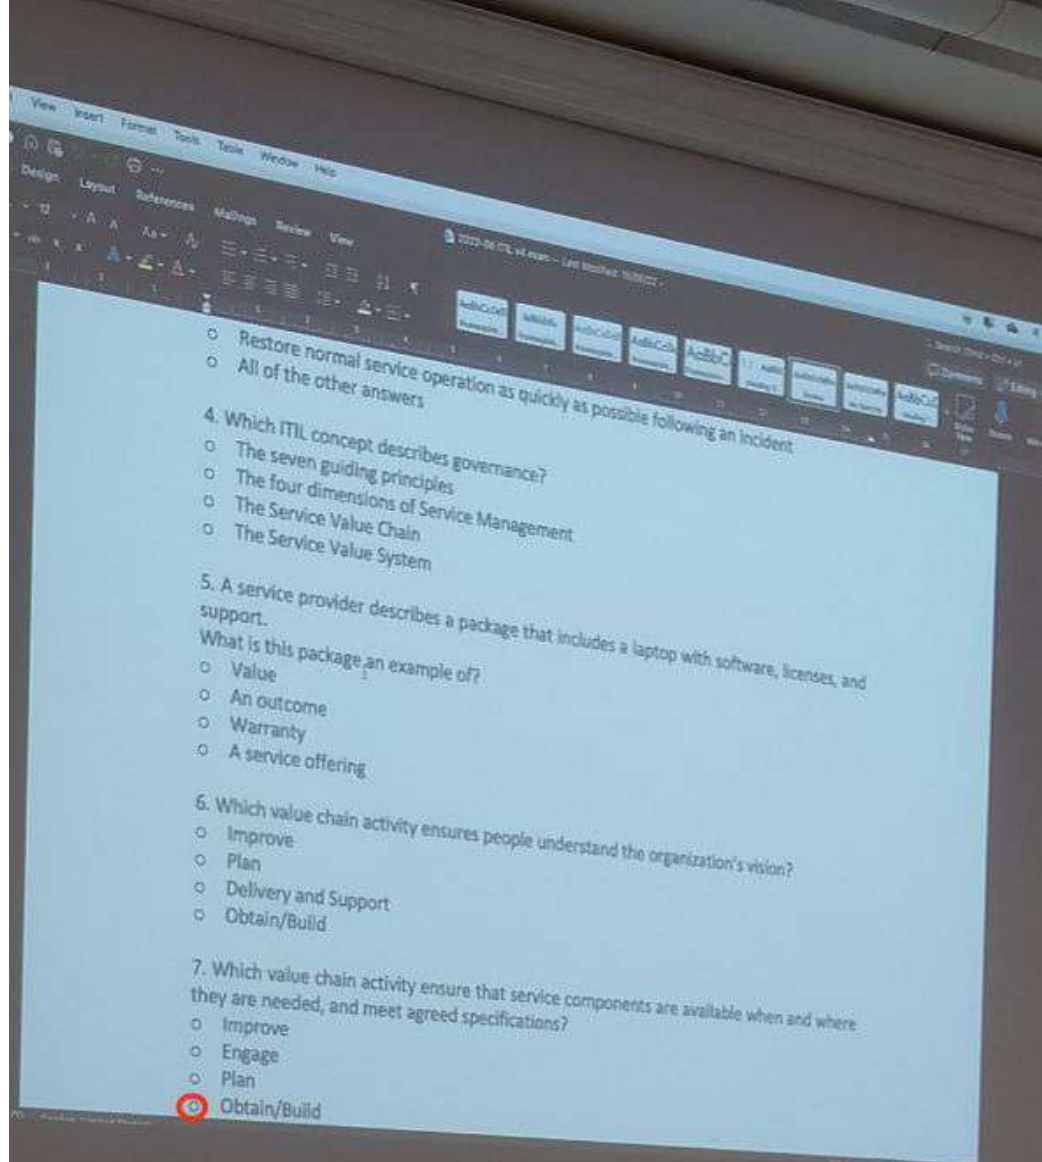 View Insert Format Tools Table Window Help
Design Layout References Mailings Review View
o Restore normal service operation as quickly as possible following an incident
o All of the other answers
4. Which ITIL concept describes governance?
o The seven guiding principles
o The four dimensions of Service Management
o The Service Value Chain
o The Service Value System
5. A service provider describes a package that includes a laptop with software, licenses, and
support.
What is this package an example of?
o Value
o An outcome
o Warranty
o A service offering
6. Which value chain activity ensures people understand the organization's vision?
o Improve
o Plan
o Delivery and Support
o Obtain/Build
7. Which value chain activity ensure that service components are available when and where
they are needed, and meet agreed specifications?
o Improve
o Engage
o Plan
o Obtain/Build